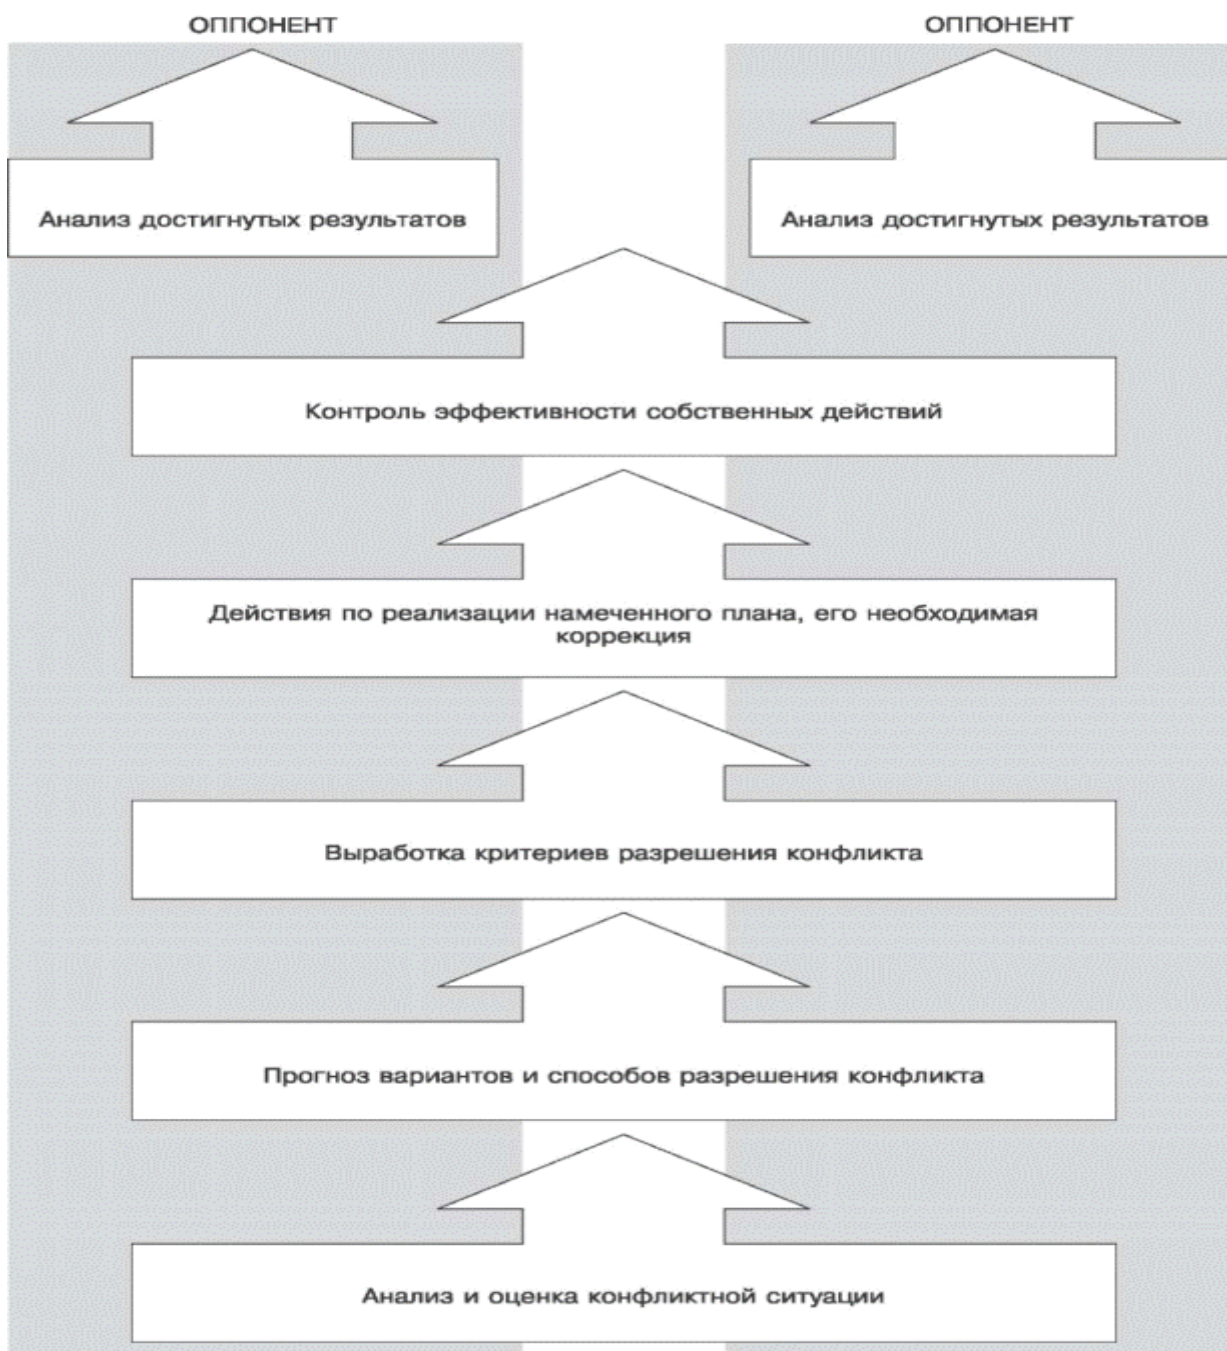 ОППОНЕНТ
ОППОНЕНТ
Анализ достигнутых результатов
Анализ достигнутых результатов
Контроль эффективности собственных действий
Действия по реализации намеченного плана, его необходимая
коррекция
Выработка критериев разрешения конфликта
Прогноз вариантов и способов разрешения конфликта
Анализ и оценка конфликтной ситуации